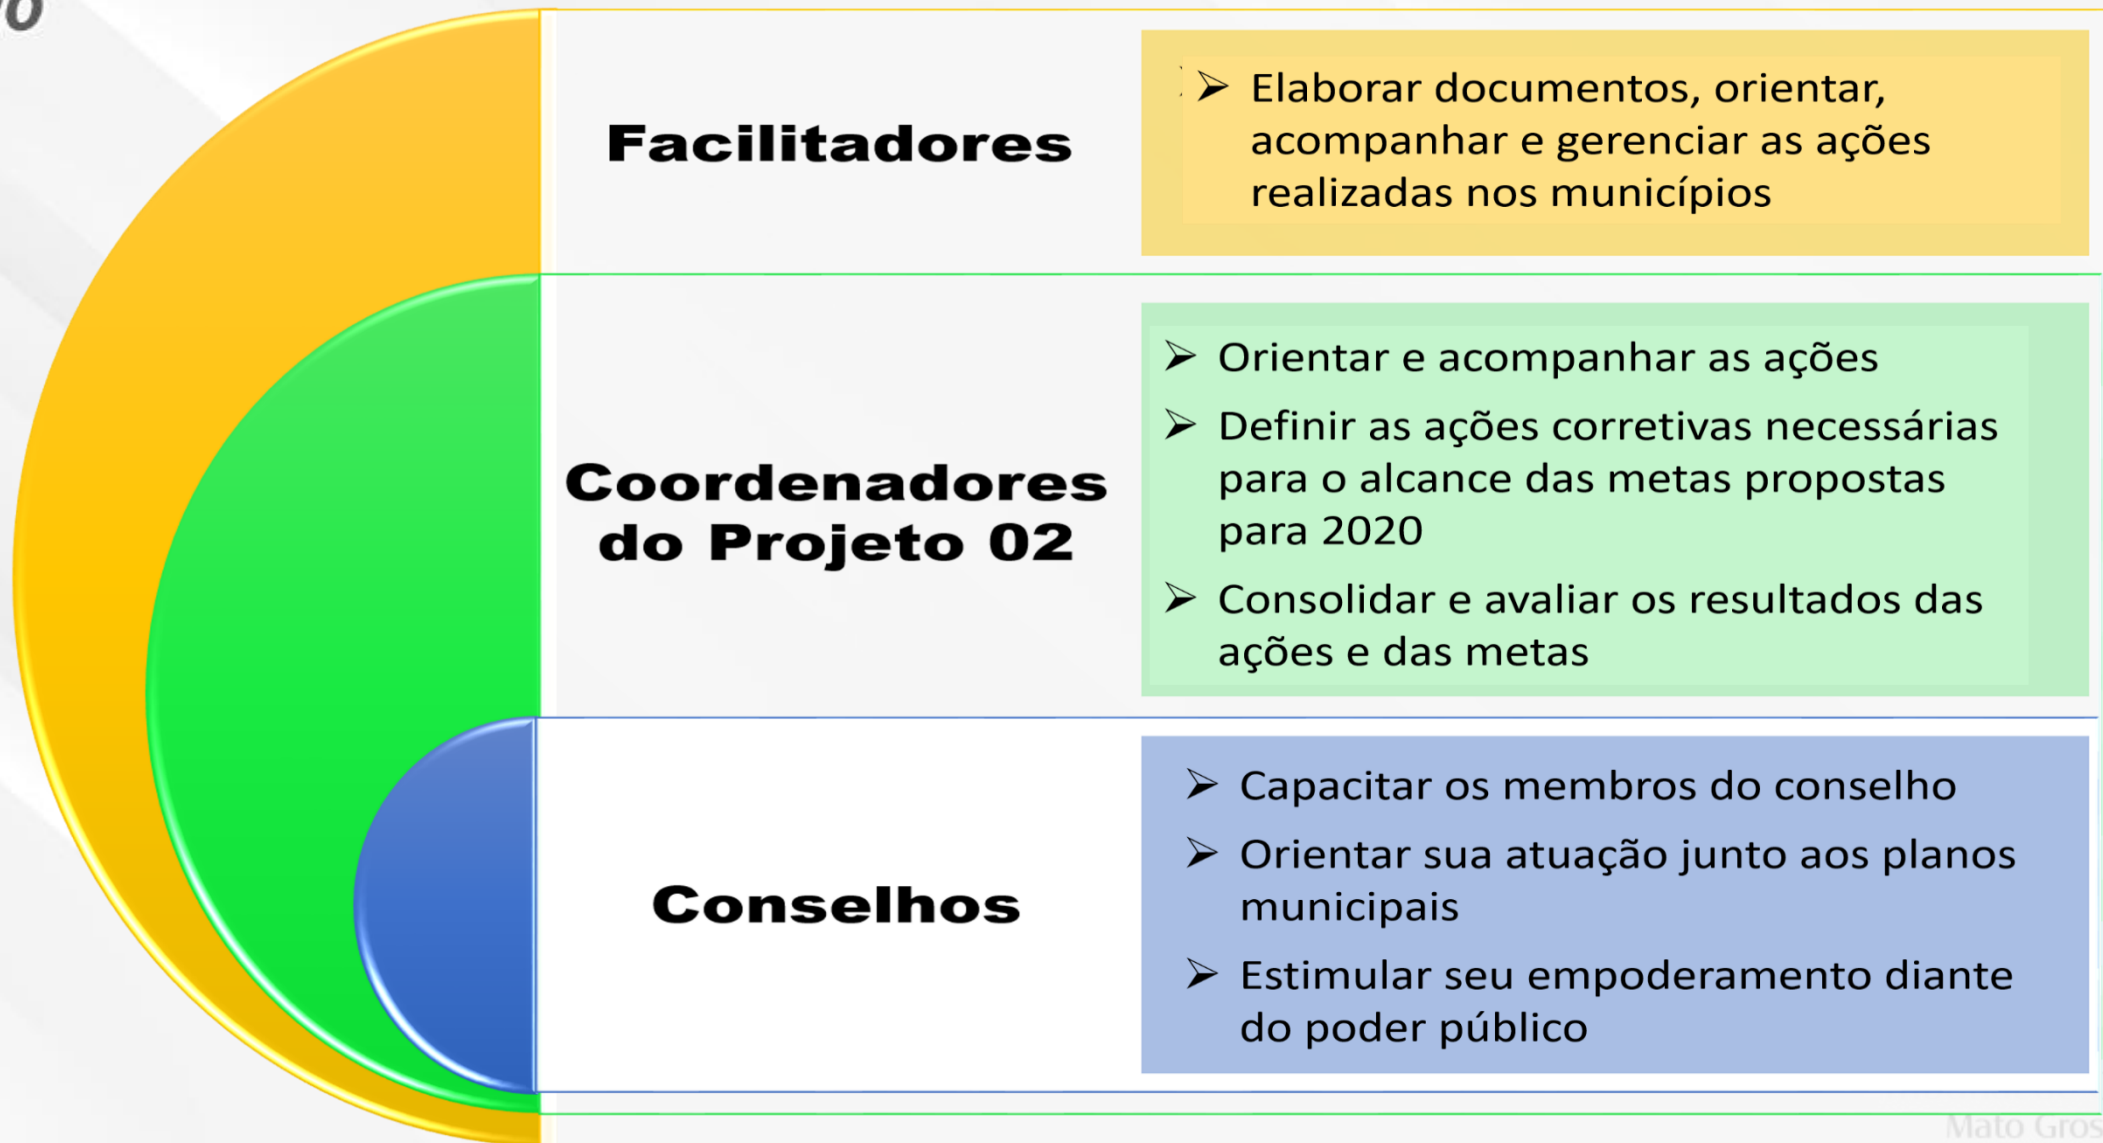 Facilitadores
➢ Elaborar documentos, orientar,
acompanhar e gerenciar as ações
realizadas nos municípios
Coordenadores
do Projeto 02
➢ Orientar e acompanhar as ações
➢ Definir as ações corretivas necessárias
para o alcance das metas propostas
para 2020
➢ Consolidar e avaliar os resultados das
ações e das metas
Conselhos
➢ Capacitar os membros do conselho
➢ Orientar sua atuação junto aos planos
municipais
➢ Estimular seu empoderamento diante
do poder público
Mato Gros